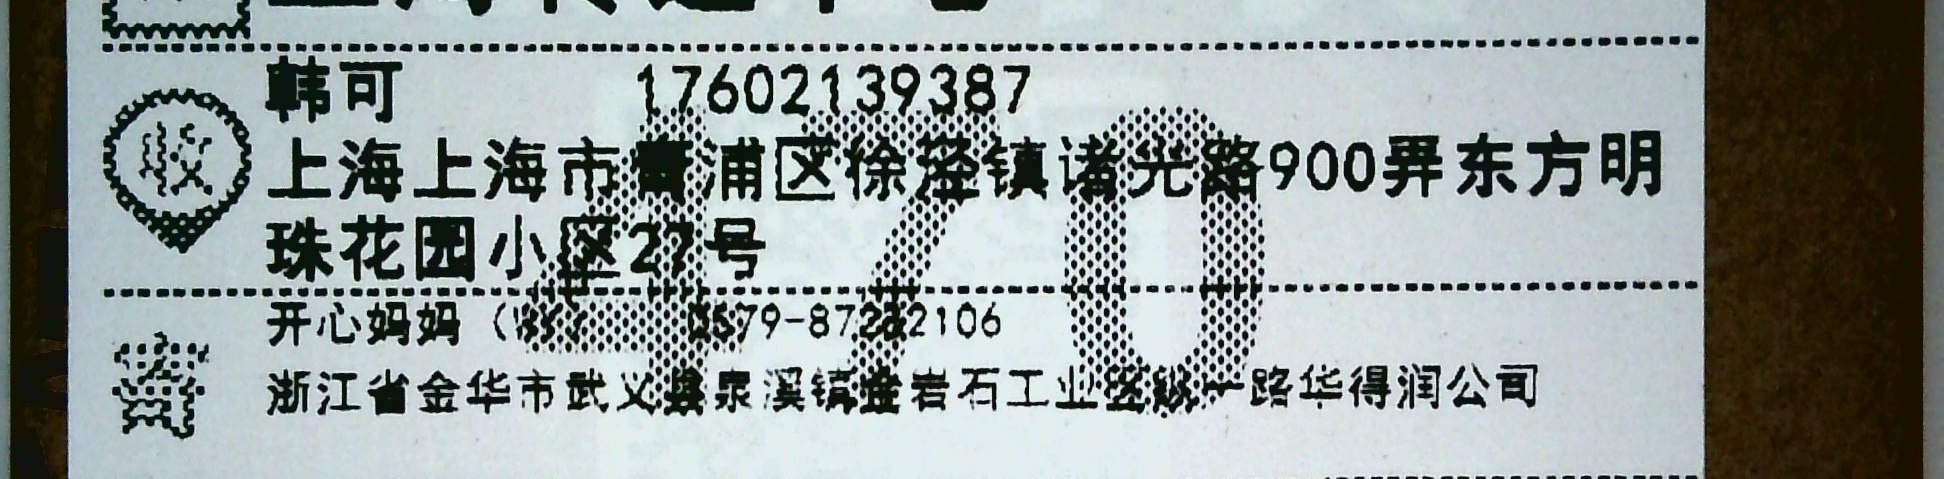 收
韩可 17602139387
上海上海市青浦区徐泾镇诸光路900弄东方明
珠花园小区27号
470
开心妈妈 0579-87222106
浙江省金华市武义县泉溪镇金岩石工业区纵一路华得润公司